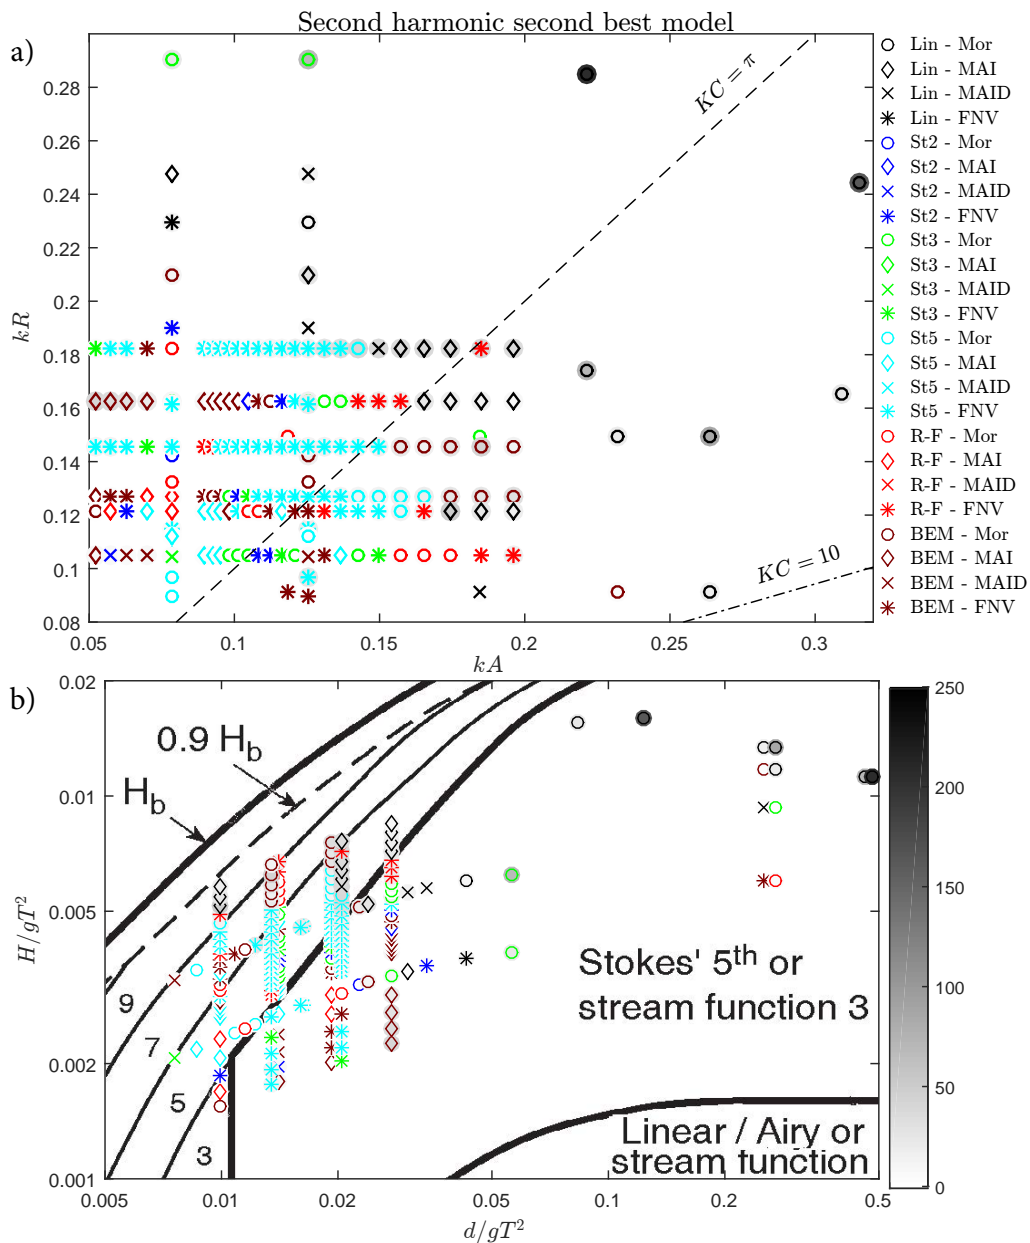 Second harmonic second best model
a)
0.28
0.26
0.24
0.22
0.2
0.18
0.16
0.14
0.12
0.1
0.08
kR
0.05
0.1
0.15
0.2
0.25
0.3
kA
KC = π
KC = 10
Lin - Mor
Lin - MAI
Lin - MAID
Lin - FNV
St2 - Mor
St2 - MAI
St2 - MAID
St2 - FNV
St3 - Mor
St3 - MAI
St3 - MAID
St3 - FNV
St5 - Mor
St5 - MAI
St5 - MAID
St5 - FNV
R-F - Mor
R-F - MAI
R-F - MAID
R-F - FNV
BEM - Mor
BEM - MAI
BEM - MAID
BEM - FNV
b)
0.02
0.01
0.005
0.002
0.001
H/gT²
0.9 H_b
H_b
9
7
5
3
Stokes' 5th or
stream function 3
Linear / Airy or
stream function
0.005
0.01
0.02
0.05
0.1
0.2
0.5
d/gT²
250
200
150
100
50
0